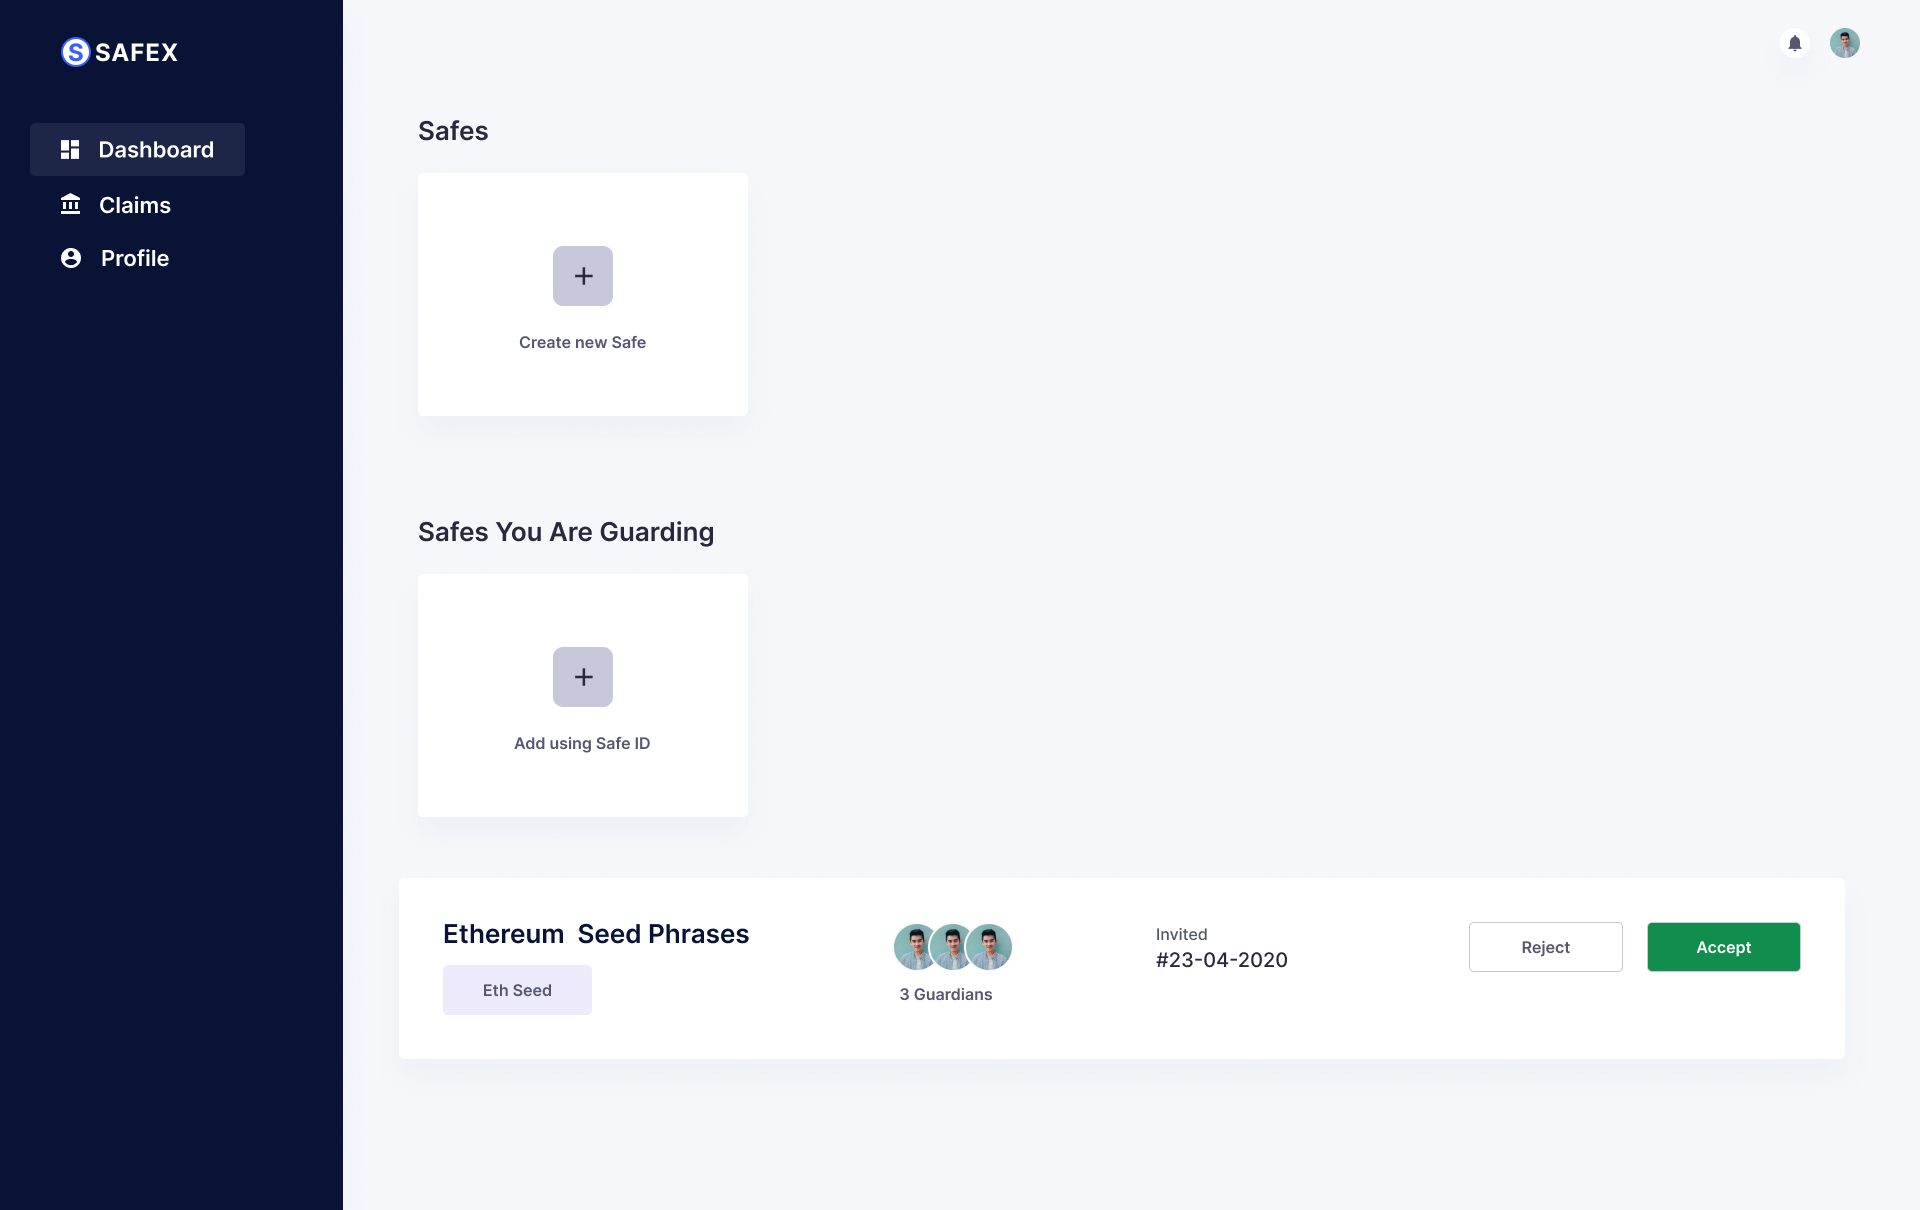 SAFEX
Dashboard
Claims
Profile
Safes
Create new Safe
Safes You Are Guarding
Add using Safe ID
Ethereum  Seed Phrases
Eth Seed
3 Guardians
Invited
#23-04-2020
Reject
Accept